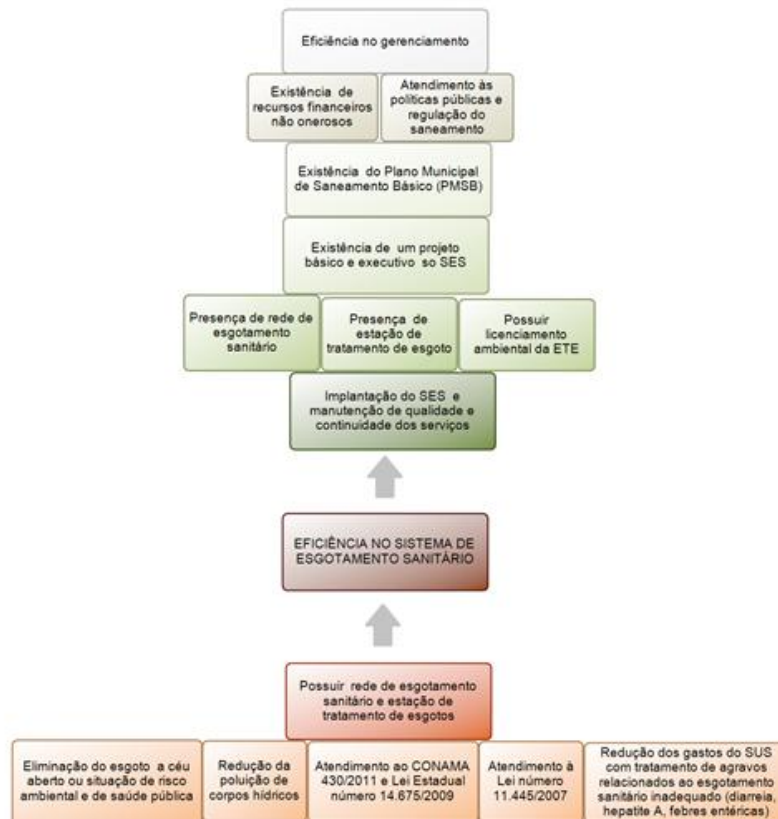 Eficiência no gerenciamento
Existência de
recursos financeiros
não onerosos
Atendimento às
políticas públicas e
regulação do
saneamento
Existência do Plano Municipal
de Saneamento Básico (PMSB)
Existência de um projeto
básico e executivo so SES
Presença de rede de
esgotamento
sanitário
Presença de
estação de
tratamento de esgoto
Possuir
licenciamento
ambiental da ETE
Implantação do SES e
manutenção de qualidade e
continuidade dos serviços
EFICIÊNCIA NO SISTEMA DE
ESGOTAMENTO SANITÁRIO
Possuir rede de esgotamento
sanitário e estação de
tratamento de esgotos
Eliminação do esgoto a céu
aberto ou situação de risco
ambiental e de saúde pública
Redução da
poluição de
corpos hídricos
Atendimento ao CONAMA
430/2011 e Lei Estadual
número 14.675/2009
Atendimento à
Lei número
11.445/2007
Redução dos gastos do SUS
com tratamento de agravos
relacionados ao esgotamento
sanitário inadequado (diarreia,
hepatite A, febres entéricas)